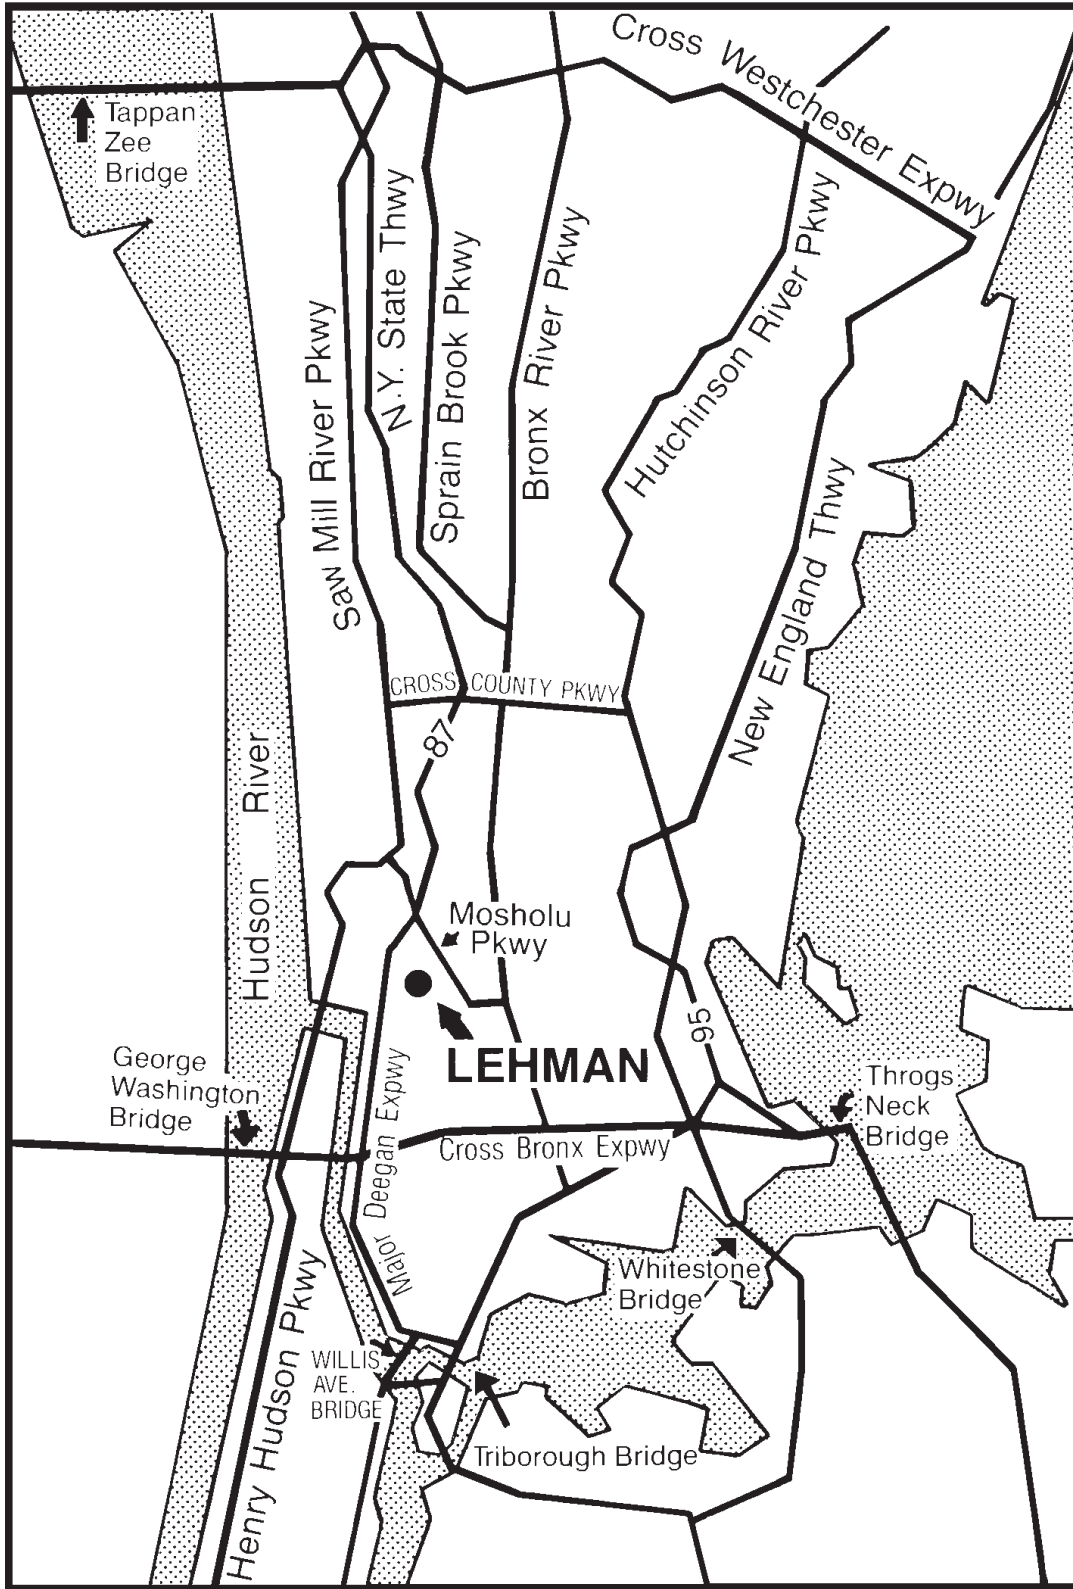 Cross Westchester Expwy
Tappan
Zee
Bridge
Saw Mill River Pkwy
N.Y. State Thwy
Sprain Brook Pkwy
Bronx River Pkwy
Hutchinson River Pkwy
New England Thwy
CROSS COUNTY PKWY
87
Hudson River
Mosholu
Pkwy
LEHMAN
95
George
Washington
Bridge
Throgs
Neck
Bridge
Major Deegan Expwy
Cross Bronx Expwy
Whitestone
Bridge
Henry Hudson Pkwy
WILLIS
AVE.
BRIDGE
Triborough Bridge